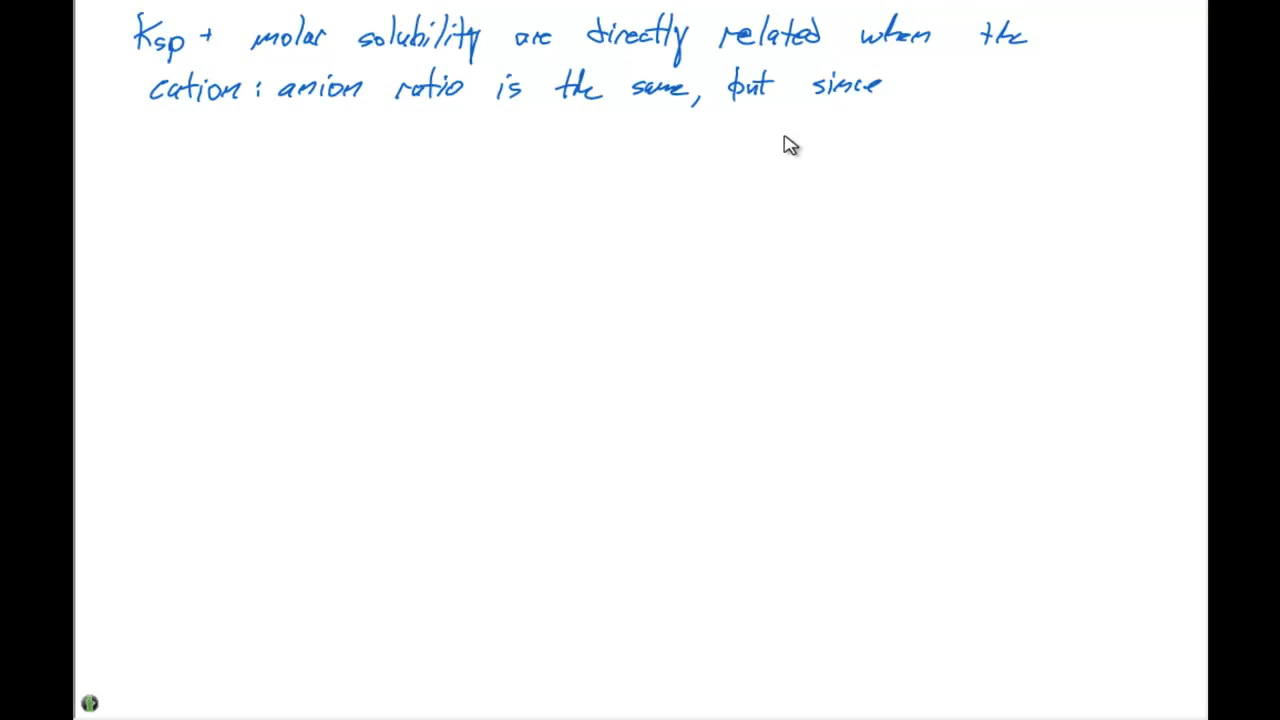 Ksp + molar solubility are directly related when the
cation : anion ratio is the same, but since